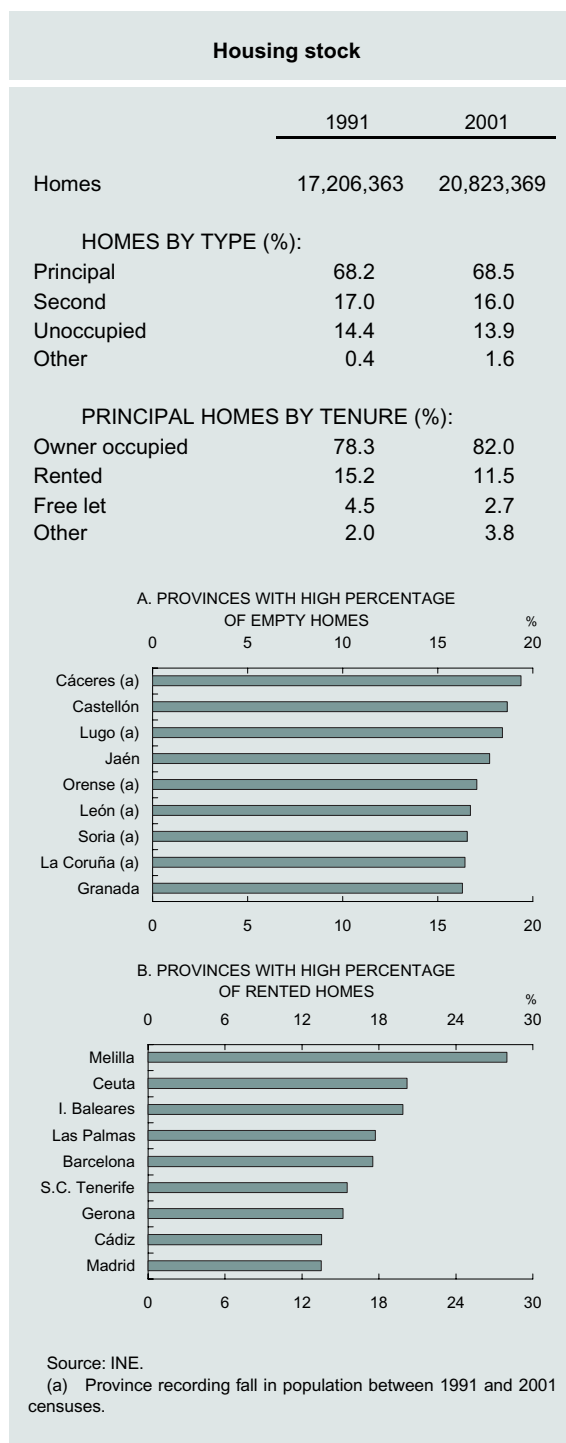 Housing stock
1991 2001
Homes 17,206,363 20,823,369
HOMES BY TYPE (%):
Principal 68.2 68.5
Second 17.0 16.0
Unoccupied 14.4 13.9
Other 0.4 1.6
PRINCIPAL HOMES BY TENURE (%):
Owner occupied 78.3 82.0
Rented 15.2 11.5
Free let 4.5 2.7
Other 2.0 3.8
A. PROVINCES WITH HIGH PERCENTAGE
OF EMPTY HOMES %
0 5 10 15 20
Cáceres (a)
Castellón
Lugo (a)
Jaén
Orense (a)
León (a)
Soria (a)
La Coruña (a)
Granada
0 5 10 15 20
B. PROVINCES WITH HIGH PERCENTAGE
OF RENTED HOMES %
0 6 12 18 24 30
Melilla
Ceuta
I. Baleares
Las Palmas
Barcelona
S.C. Tenerife
Gerona
Cádiz
Madrid
0 6 12 18 24 30
Source: INE.
(a) Province recording fall in population between 1991 and 2001
censuses.